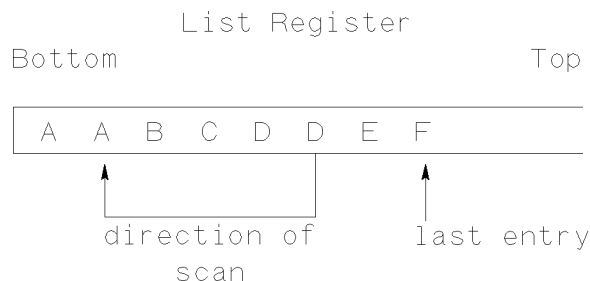 List Register
Bottom Top
A A B C D D E F
direction of last entry
scan